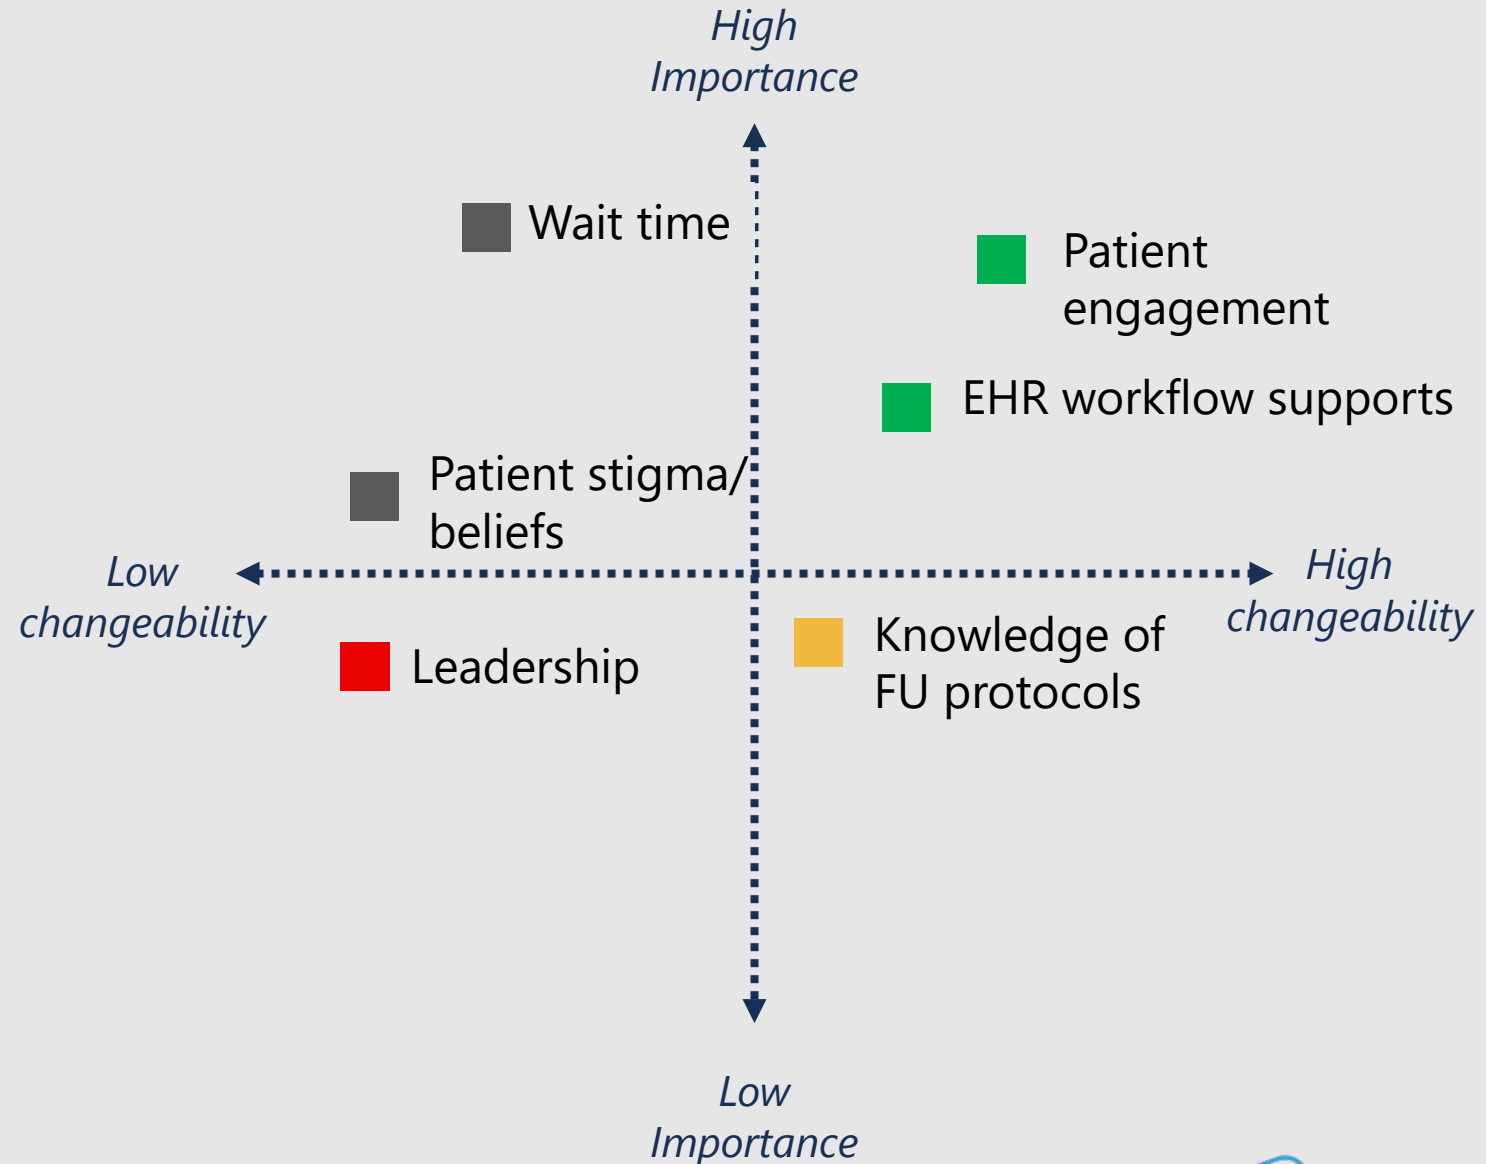 High
Importance
Wait time
Patient
engagement
EHR workflow supports
Patient stigma/
beliefs
Low
changeability
High
changeability
Leadership
Knowledge of
FU protocols
Low
Importance